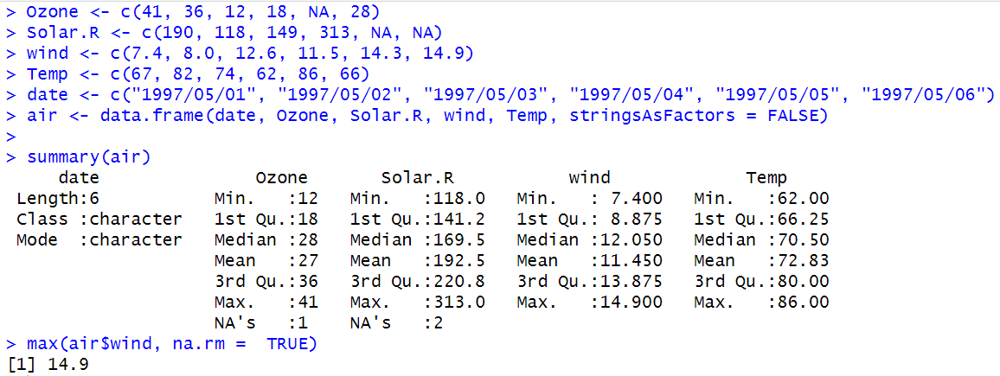 > Ozone <- c(41, 36, 12, 18, NA, 28)
> Solar.R <- c(190, 118, 149, 313, NA, NA)
> wind <- c(7.4, 8.0, 12.6, 11.5, 14.3, 14.9)
> Temp <- c(67, 82, 74, 62, 86, 66)
> date <- c("1997/05/01", "1997/05/02", "1997/05/03", "1997/05/04", "1997/05/05", "1997/05/06")
> air <- data.frame(date, Ozone, Solar.R, wind, Temp, stringsAsFactors = FALSE)
>
> summary(air)
     date               Ozone       Solar.R           wind             Temp
 Length:6           Min.   :12   Min.   :118.0   Min.   : 7.400   Min.   :62.00
 Class :character   1st Qu.:18   1st Qu.:141.2   1st Qu.: 8.875   1st Qu.:66.25
 Mode  :character   Median :28   Median :169.5   Median :12.050   Median :70.50
                    Mean   :27   Mean   :192.5   Mean   :11.450   Mean   :72.83
                    3rd Qu.:36   3rd Qu.:220.8   3rd Qu.:13.875   3rd Qu.:80.00
                    Max.   :41   Max.   :313.0   Max.   :14.900   Max.   :86.00
                    NA's   :1    NA's   :2
> max(air$wind, na.rm =  TRUE)
[1] 14.9